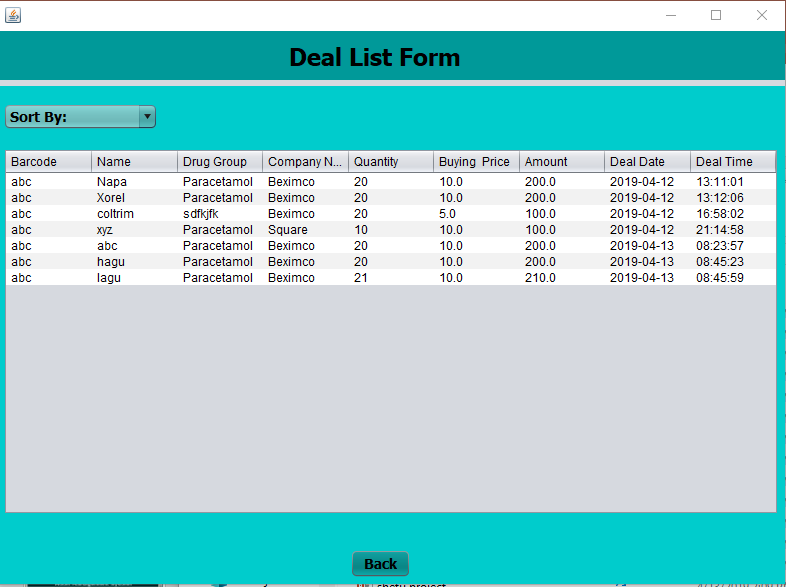 Deal List Form
Sort By:
Barcode Name Drug Group Company N... Quantity Buying Price Amount Deal Date Deal Time
abc Napa Paracetamol Beximco 20 10.0 200.0 2019-04-12 13:11:01
abc Xorel Paracetamol Beximco 20 10.0 200.0 2019-04-12 13:12:06
abc coltrim sdfkjfk Beximco 20 5.0 100.0 2019-04-12 16:58:02
abc xyz Paracetamol Square 10 10.0 100.0 2019-04-12 21:14:58
abc abc Paracetamol Beximco 20 10.0 200.0 2019-04-13 08:23:57
abc hagu Paracetamol Beximco 20 10.0 200.0 2019-04-13 08:45:23
abc lagu Paracetamol Beximco 21 10.0 210.0 2019-04-13 08:45:59
Back